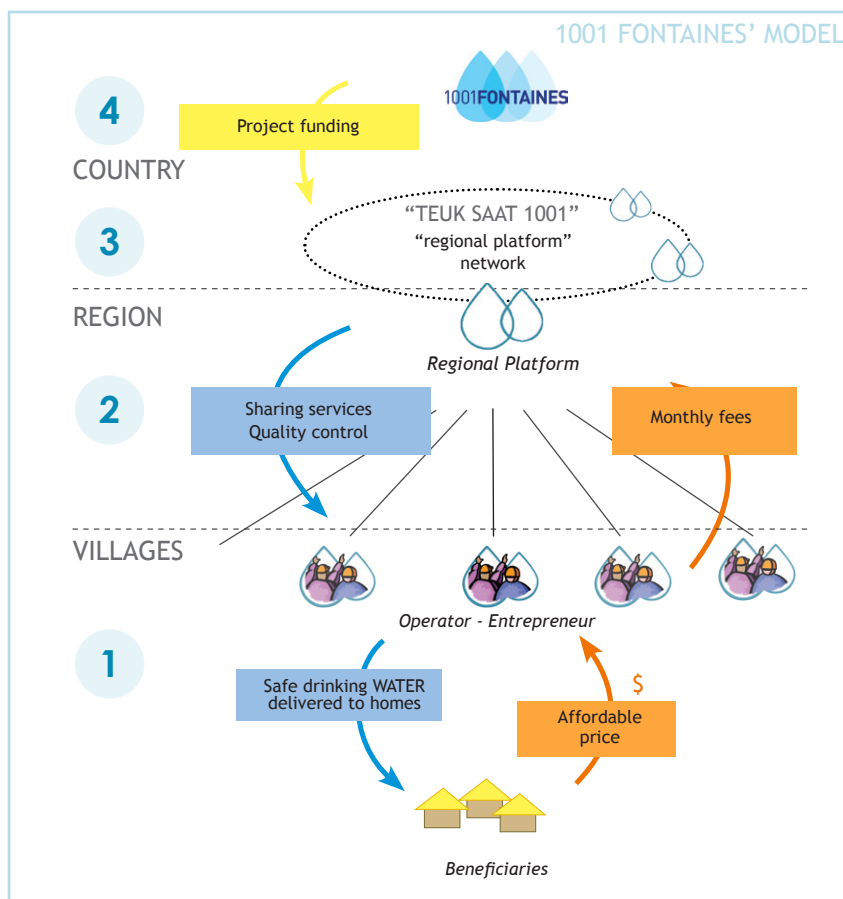 1001 FONTAINES' MODEL
1001FONTAINES
4
Project funding
COUNTRY
3
“TEUK SAAT 1001”
“regional platform”
network
REGION
Regional Platform
2
Sharing services
Quality control
Monthly fees
VILLAGES
Operator - Entrepreneur
1
Safe drinking WATER
delivered to homes
$
Affordable
price
Beneficiaries